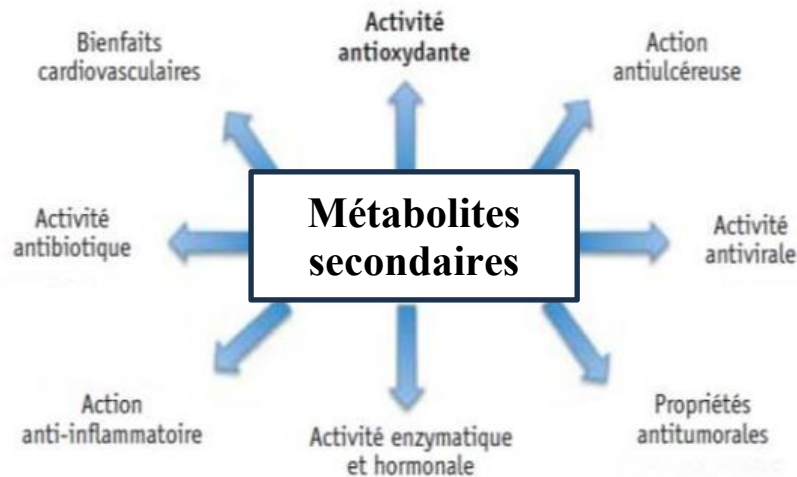 Activité
antioxydante
Bienfaits
cardiovasculaires
Action
antiulcéreuse
Métabolites
secondaires
Activité
antibiotique
Activité
antivirale
Action
anti-inflammatoire
Activité enzymatique
et hormonale
Propriétés
antitumorales